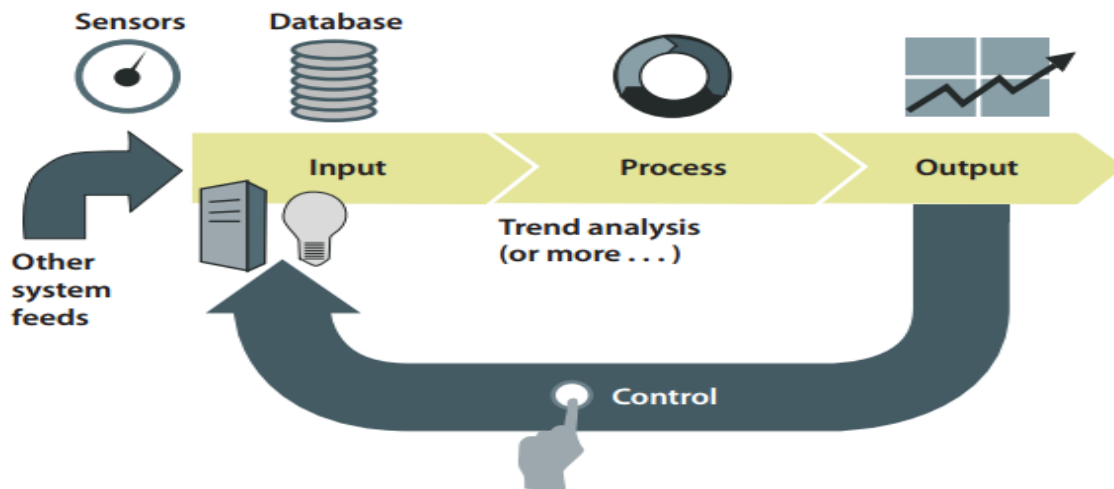 Sensors
Database
Input
Process
Output
Trend analysis
(or more . . . )
Other
system
feeds
Control